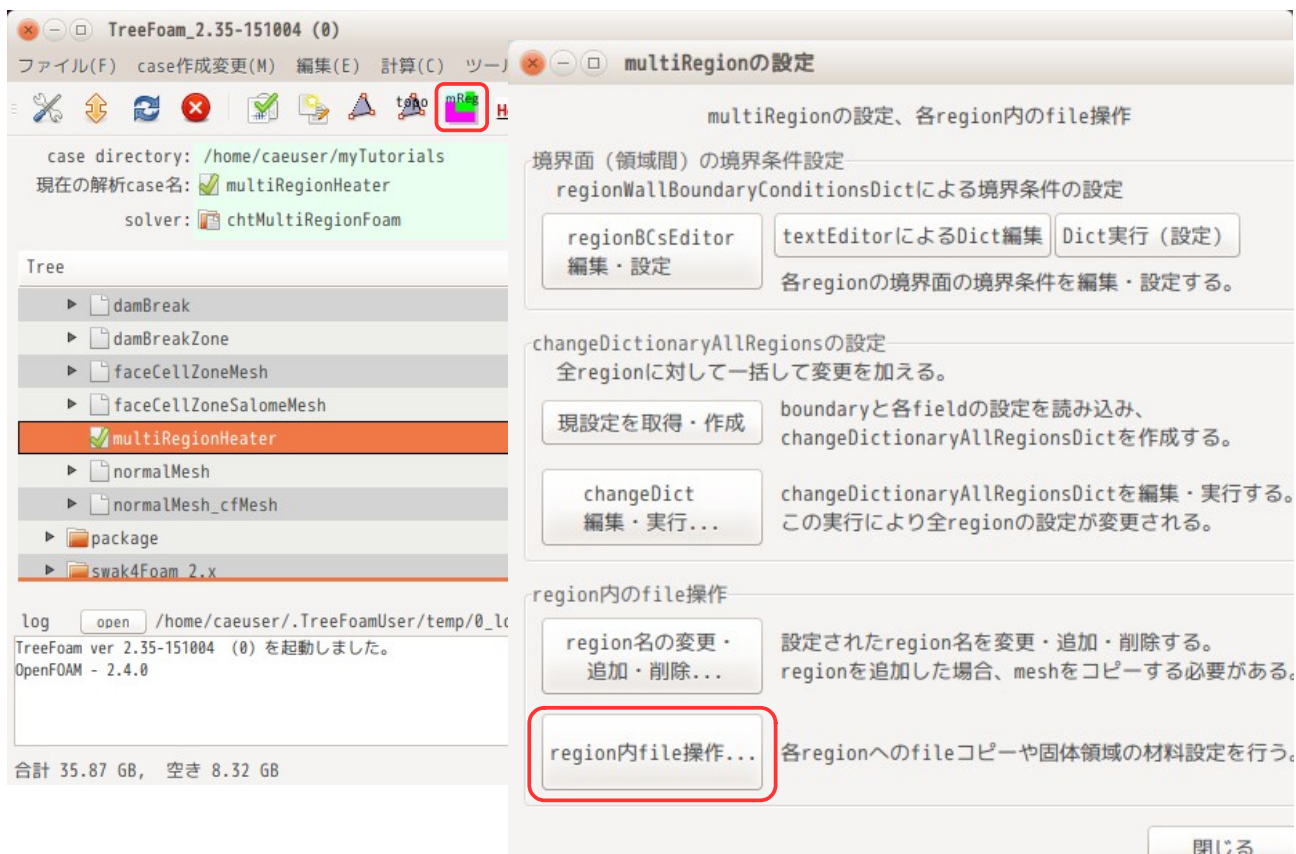 TreeFoam_2.35-151004 (0)
ファイル(F) case作成変更(M) 編集(E) 計算(C) ツール
topo
mReg
case directory: /home/caeuser/myTutorials
現在の解析case名: multiRegionHeater
solver: chtMultiRegionFoam
Tree
damBreak
damBreakZone
faceCellZoneMesh
faceCellZoneSalomeMesh
multiRegionHeater
normalMesh
normalMesh_cfMesh
package
swak4Foam_2.x
log open /home/caeuser/.TreeFoamUser/temp/0_lo
TreeFoam ver 2.35-151004 (0) を起動しました。
OpenFOAM - 2.4.0
合計 35.87 GB, 空き 8.32 GB
multiRegionの設定
multiRegionの設定、各region内のfile操作
境界面（領域間）の境界条件設定
regionWallBoundaryConditionsDictによる境界条件の設定
regionBCsEditor
編集・設定
textEditorによるDict編集 Dict実行（設定）
各regionの境界面の境界条件を編集・設定する。
changeDictionaryAllRegionsの設定
全regionに対して一括して変更を加える。
現設定を取得・作成
boundaryと各fieldの設定を読み込み、
changeDictionaryAllRegionsDictを作成する。
changeDict
編集・実行...
changeDictionaryAllRegionsDictを編集・実行する。
この実行により全regionの設定が変更される。
region内のfile操作
region名の変更・
追加・削除...
設定されたregion名を変更・追加・削除する。
regionを追加した場合、meshをコピーする必要がある。
region内file操作...
各regionへのfileコピーや固体領域の材料設定を行う。
閉じる